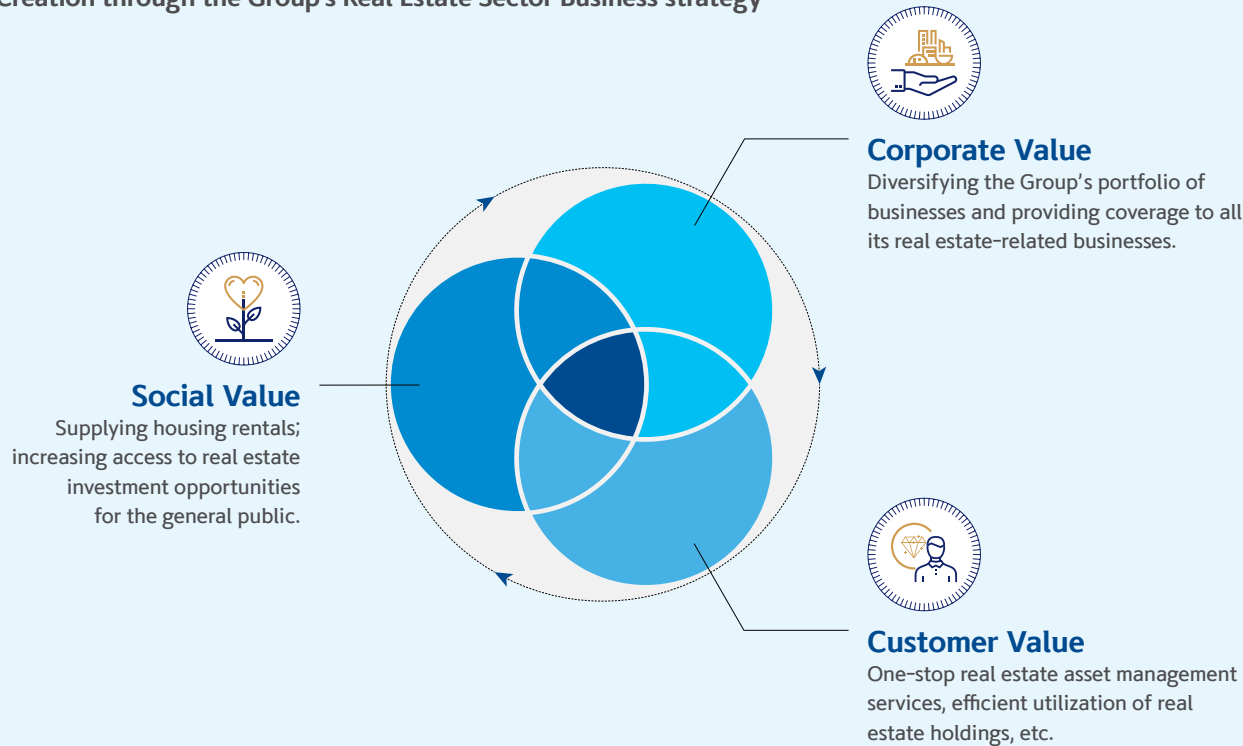 Creation through the Group's Real Estate Sector Business strategy
Corporate Value
Diversifying the Group's portfolio of
businesses and providing coverage to all
its real estate-related businesses.
Social Value
Supplying housing rentals;
increasing access to real estate
investment opportunities
for the general public.
Customer Value
One-stop real estate asset management
services, efficient utilization of real
estate holdings, etc.